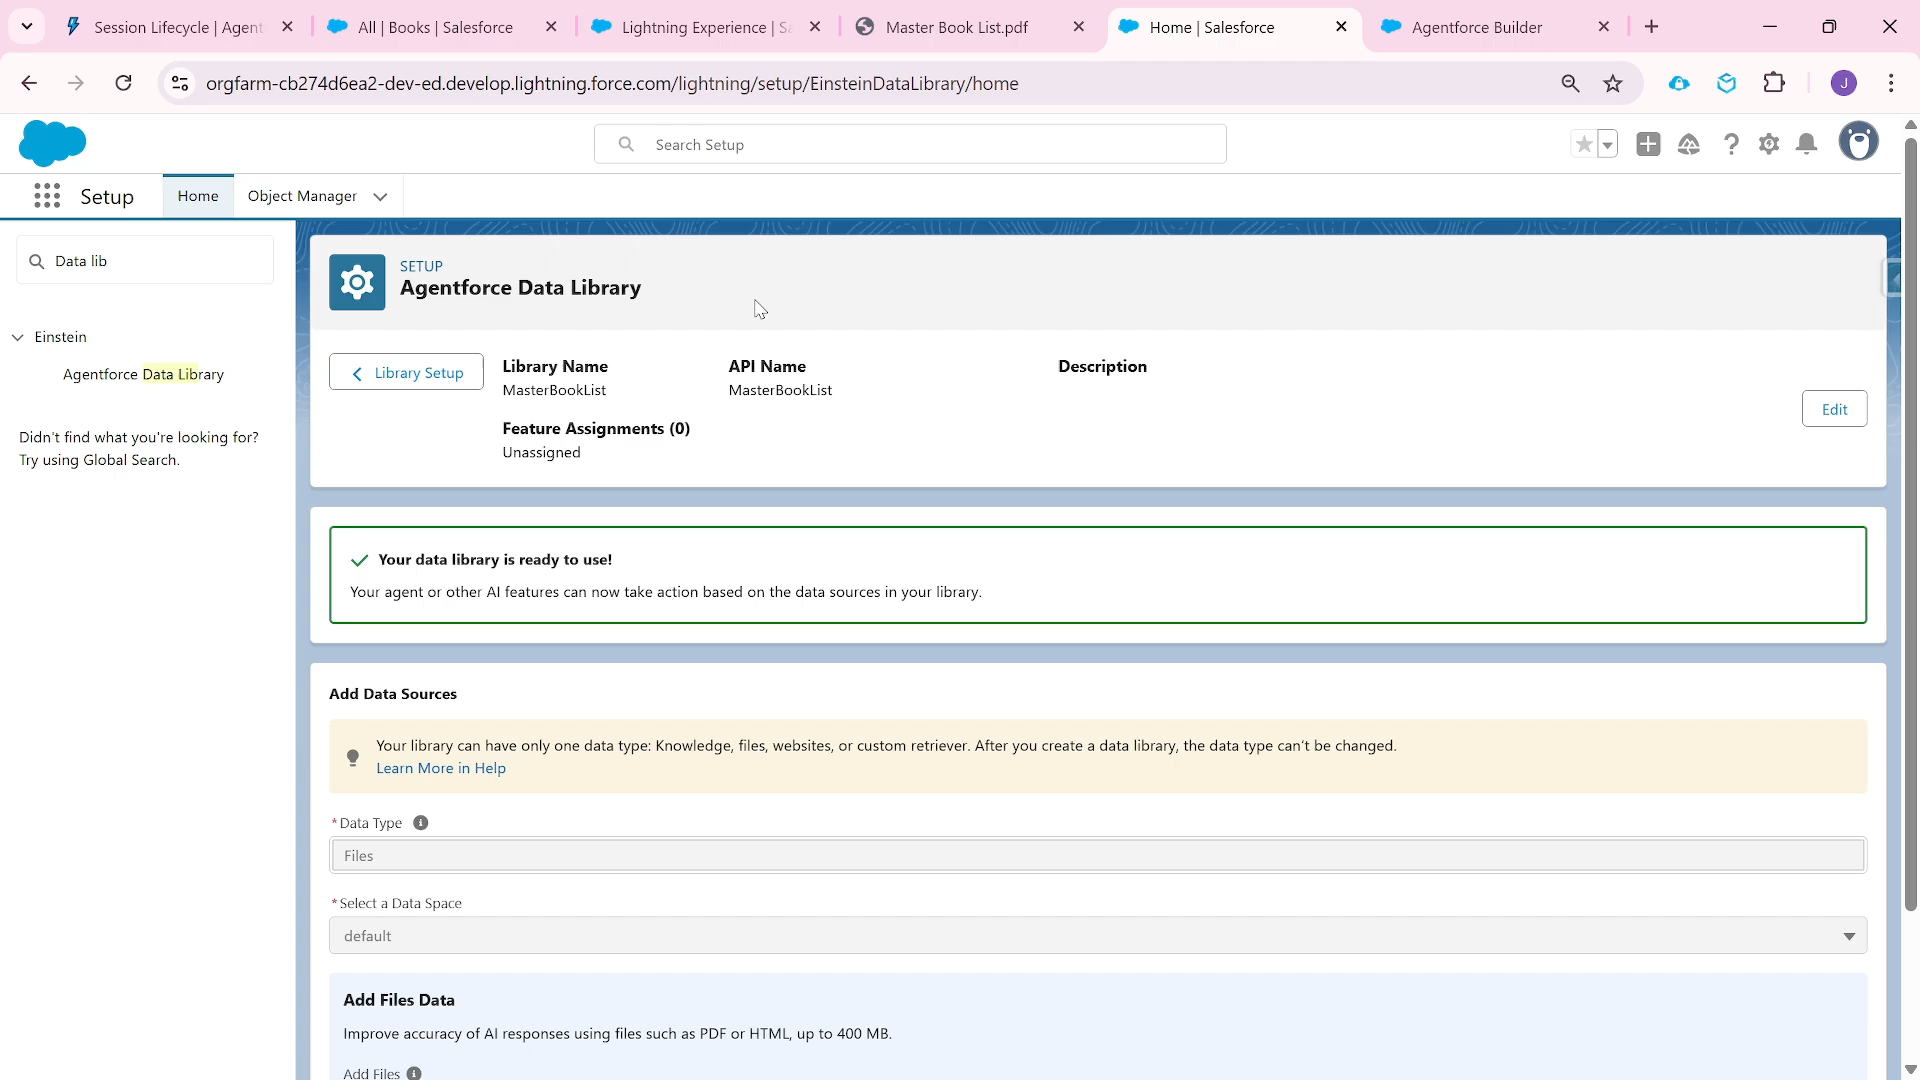 Session Lifecycle | Agent
All | Books | Salesforce
Lightning Experience | Sa
Master Book List.pdf
Home | Salesforce
Agentforce Builder
orgfarm-cb274d6ea2-dev-ed.develop.lightning.force.com/lightning/setup/EinsteinDataLibrary/home
J
Search Setup
Setup
Home
Object Manager
Data lib
Einstein
Agentforce Data Library
Didn't find what you're looking for?
Try using Global Search.
SETUP
Agentforce Data Library
Library Setup
Library Name
MasterBookList
API Name
MasterBookList
Description
Feature Assignments (0)
Unassigned
Edit
Your data library is ready to use!
Your agent or other AI features can now take action based on the data sources in your library.
Add Data Sources
Your library can have only one data type: Knowledge, files, websites, or custom retriever. After you create a data library, the data type can't be changed.
Learn More in Help
*Data Type
Files
*Select a Data Space
default
Add Files Data
Improve accuracy of AI responses using files such as PDF or HTML, up to 400 MB.
Add Files